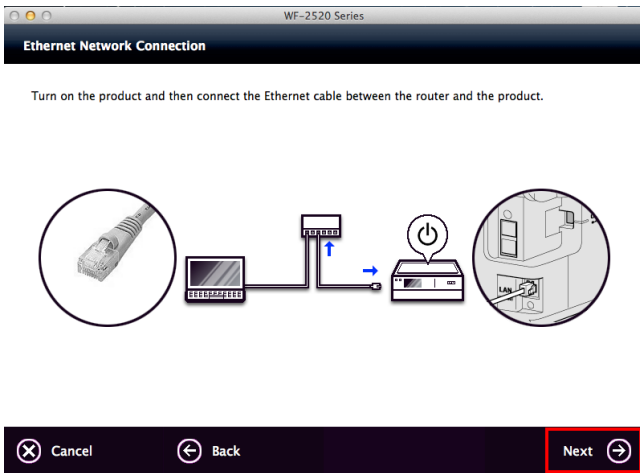 WF-2520 Series
Ethernet Network Connection
Turn on the product and then connect the Ethernet cable between the router and the product.
LAN
Cancel
Back
Next